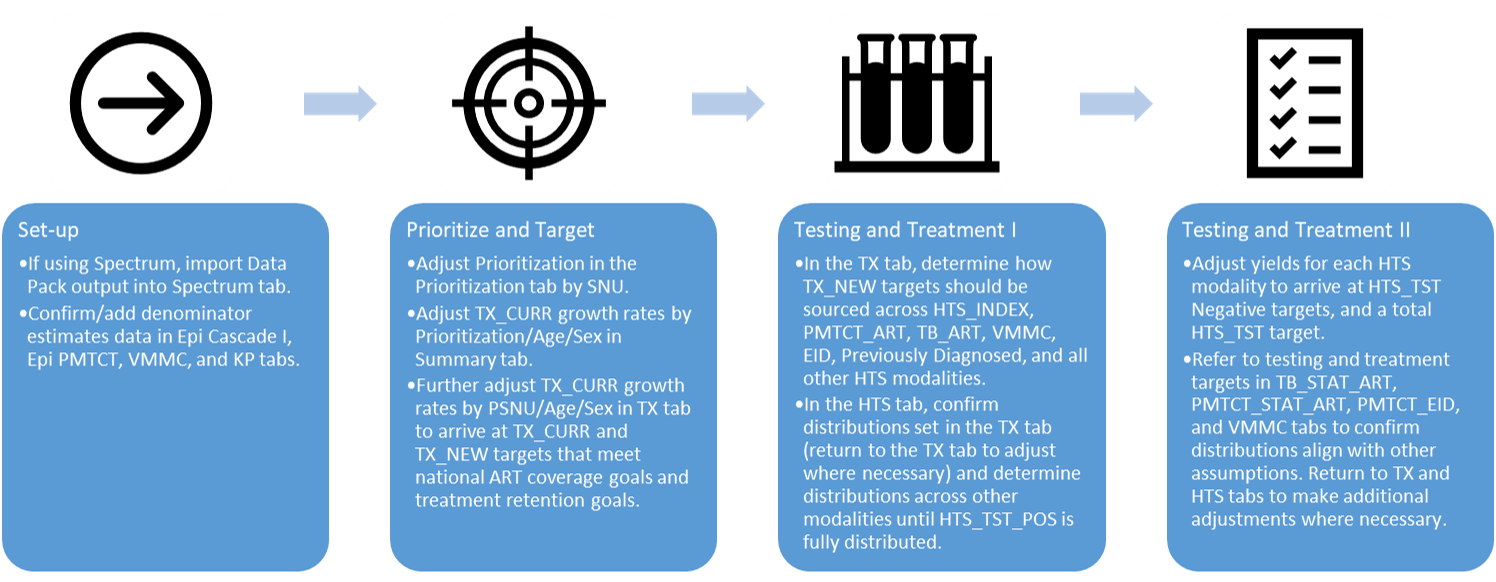 Set-up
•If using Spectrum, import Data
Pack output into Spectrum tab.
•Confirm/add denominator
estimates data in Epi Cascade I,
Epi PMTCT, VMMC, and KP tabs.
Prioritize and Target
•Adjust Prioritization in the
Prioritization tab by SNU.
•Adjust TX_CURR growth rates by
Prioritization/Age/Sex in
Summary tab.
•Further adjust TX_CURR growth
rates by PSNU/Age/Sex in TX tab
to arrive at TX_CURR and
TX_NEW targets that meet
national ART coverage goals and
treatment retention goals.
Testing and Treatment I
•In the TX tab, determine how
TX_NEW targets should be
sourced across HTS_INDEX,
PMTCT_ART, TB_ART, VMMC,
EID, Previously Diagnosed, and all
other HTS modalities.
•In the HTS tab, confirm
distributions set in the TX tab
(return to the TX tab to adjust
where necessary) and determine
distributions across other
modalities until HTS_TST_POS is
fully distributed.
Testing and Treatment II
•Adjust yields for each HTS
modality to arrive at HTS_TST
Negative targets, and a total
HTS_TST target.
•Refer to testing and treatment
targets in TB_STAT_ART,
PMTCT_STAT_ART, PMTCT_EID,
and VMMC tabs to confirm
distributions align with other
assumptions. Return to TX and
HTS tabs to make additional
adjustments where necessary.